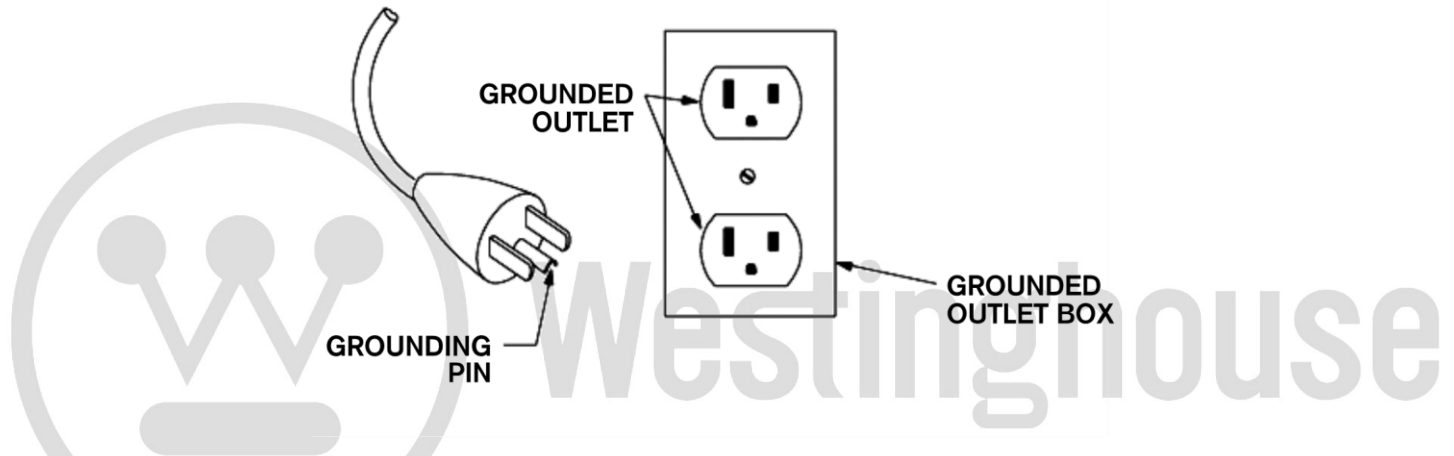 GROUNDED
OUTLET
GROUNDED
OUTLET BOX
GROUNDING
PIN
Westinghouse